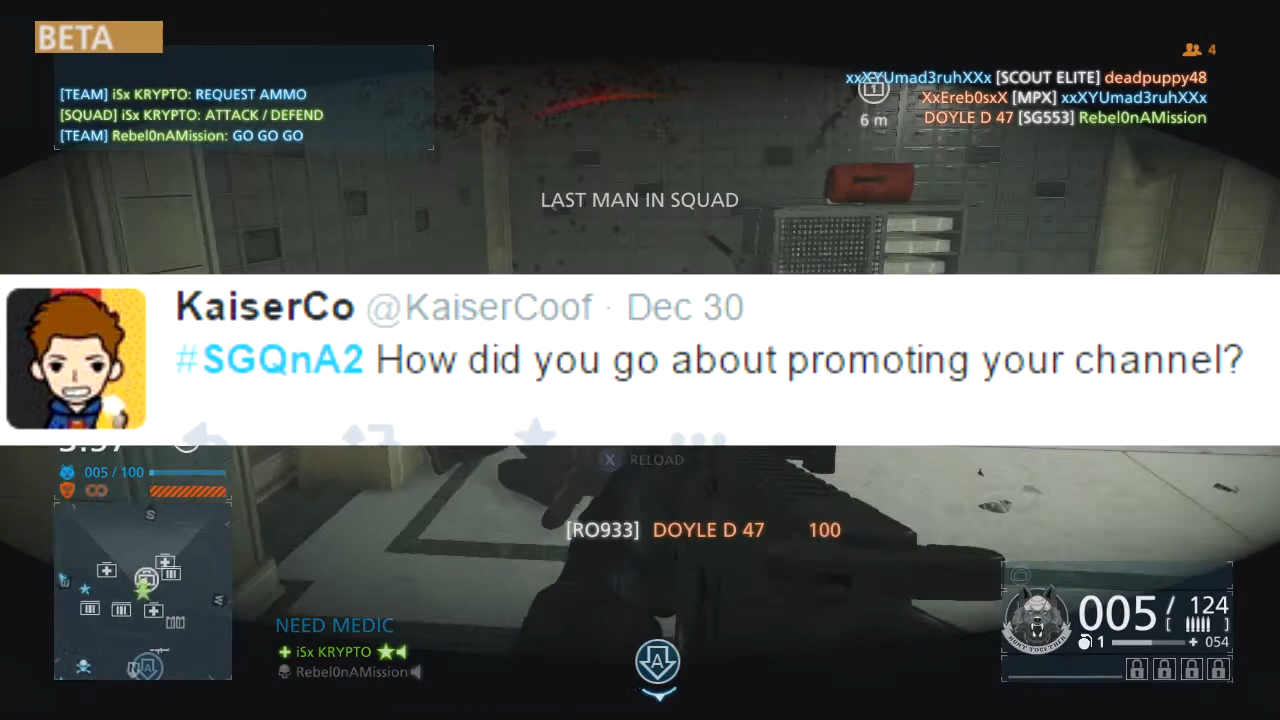 BETA
4
[TEAM] iSx KRYPTO: REQUEST AMMO
[SQUAD] iSx KRYPTO: ATTACK / DEFEND
[TEAM] Rebel0nAMission: GO GO GO
xxXYUmad3ruhXXx [SCOUT ELITE] deadpuppy48
XxEreb0sxX [MPX] xxXYUmad3ruhXXx
DOYLE D 47 [SG553] Rebel0nAMission
1
6 m
LAST MAN IN SQUAD
KaiserCo @KaiserCoof · Dec 30
#SGQnA2 How did you go about promoting your channel?
005 / 100
X RELOAD
[RO933] DOYLE D 47 100
S
W
NEED MEDIC
iSx KRYPTO
Rebel0nAMission
A
A
HUNT TOGETHER
005 / 124
1
+ 054